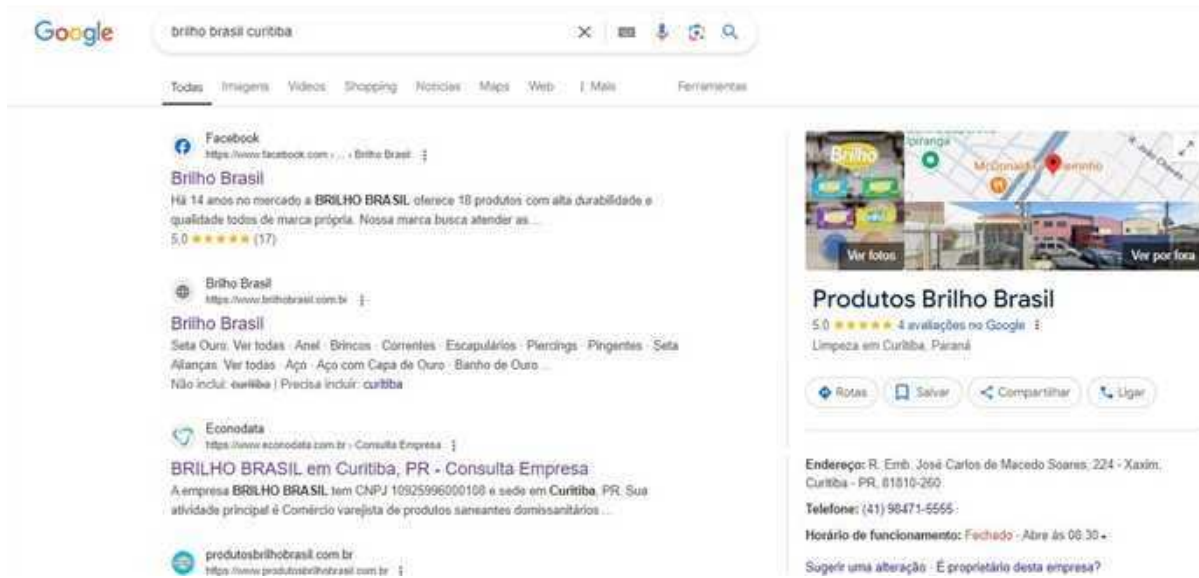 Google
brilho brasil curitiba
Todas Imagens Vídeos Shopping Notícias Maps Web Mais Ferramentas
Facebook
https://www.facebook.com › ... › Brilho Brasil
Brilho Brasil
Há 14 anos no mercado a BRILHO BRASIL oferece 18 produtos com alta durabilidade e
qualidade todos de marca própria. Nossa marca busca atender as ...
5,0 (17)
Brilho Brasil
https://www.brilhobrasil.com.br
Brilho Brasil
Seta Ouro. Ver todas · Anel · Brincos · Correntes · Escapulários · Piercings · Pingentes · Seta
Alianças. Ver todas · Aço · Aço com Capa de Ouro · Banho de Ouro ...
Não inclui: curitiba | Precisa incluir: curitiba
Econodata
https://www.econodata.com.br › Consulta Empresa
BRILHO BRASIL em Curitiba, PR - Consulta Empresa
A empresa BRILHO BRASIL tem CNPJ 10925996000108 e sede em Curitiba, PR. Sua
atividade principal é Comércio varejista de produtos saneantes domissanitários ...
produtosbrilhobrasil.com.br
https://www.produtosbrilhobrasil.com.br
Brilho
Ipiranga
McDonald
R. João Chaves
Ver fotos
Ver por fora
Produtos Brilho Brasil
5,0 4 avaliações no Google
Limpeza em Curitiba, Paraná
Rotas Salvar Compartilhar Ligar
Endereço: R. Emb. José Carlos de Macedo Soares, 224 - Xaxim,
Curitiba - PR, 81810-260
Telefone: (41) 98471-5555
Horário de funcionamento: Fechado · Abre às 08:30
Sugerir uma alteração · É proprietário desta empresa?